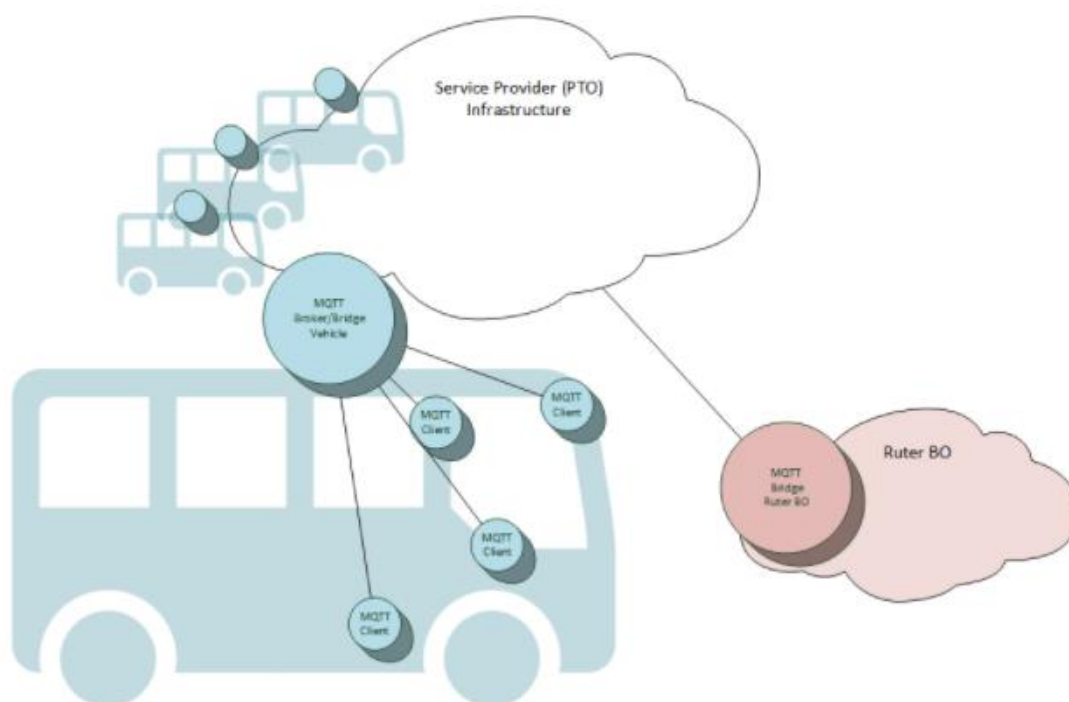 Service Provider (PTO)
Infrastructure
MQTT
Broker/Bridge
Vehicle
MQTT
Client
MQTT
Client
MQTT
Client
MQTT
Client
Ruter BO
MQTT
Bridge
Ruter BO